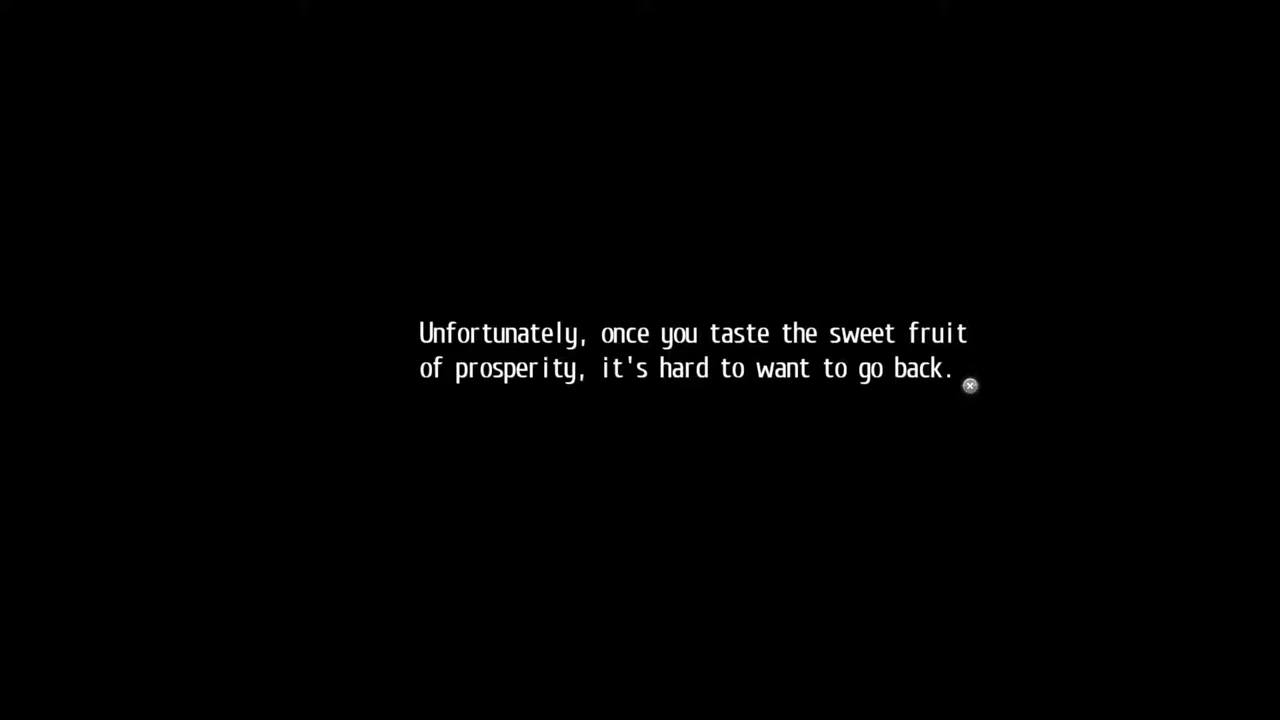 Unfortunately, once you taste the sweet fruit
of prosperity, it's hard to want to go back.